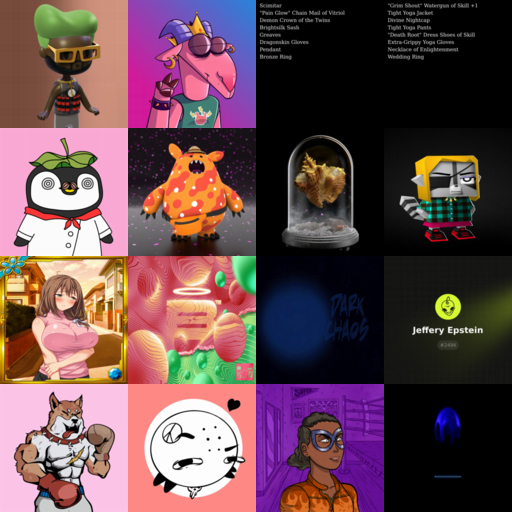 Scimitar
"Pain Glow" Chain Mail of Vitriol
Demon Crown of the Twins
Brightsilk Sash
Greaves
Dragonskin Gloves
Pendant
Bronze Ring
"Grim Shout" Watergun of Skill +1
Tight Yoga Jacket
Divine Nightcap
Tight Yoga Pants
"Death Root" Dress Shoes of Skill
Extra-Grippy Yoga Gloves
Necklace of Enlightenment
Wedding Ring
DARK
CHAOS
Jeffery Epstein